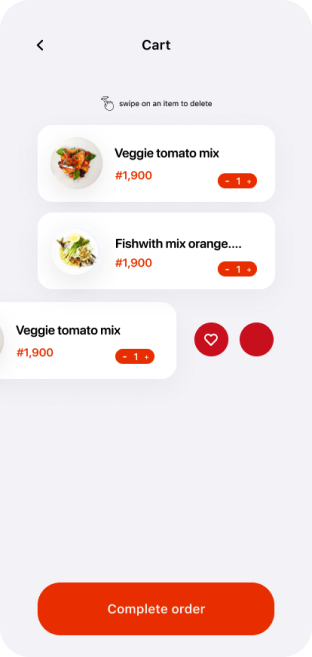 Cart
swipe on an item to delete
Veggie tomato mix
#1,900
- 1 +
Fishwith mix orange....
#1,900
- 1 +
Veggie tomato mix
#1,900
- 1 +
Complete order